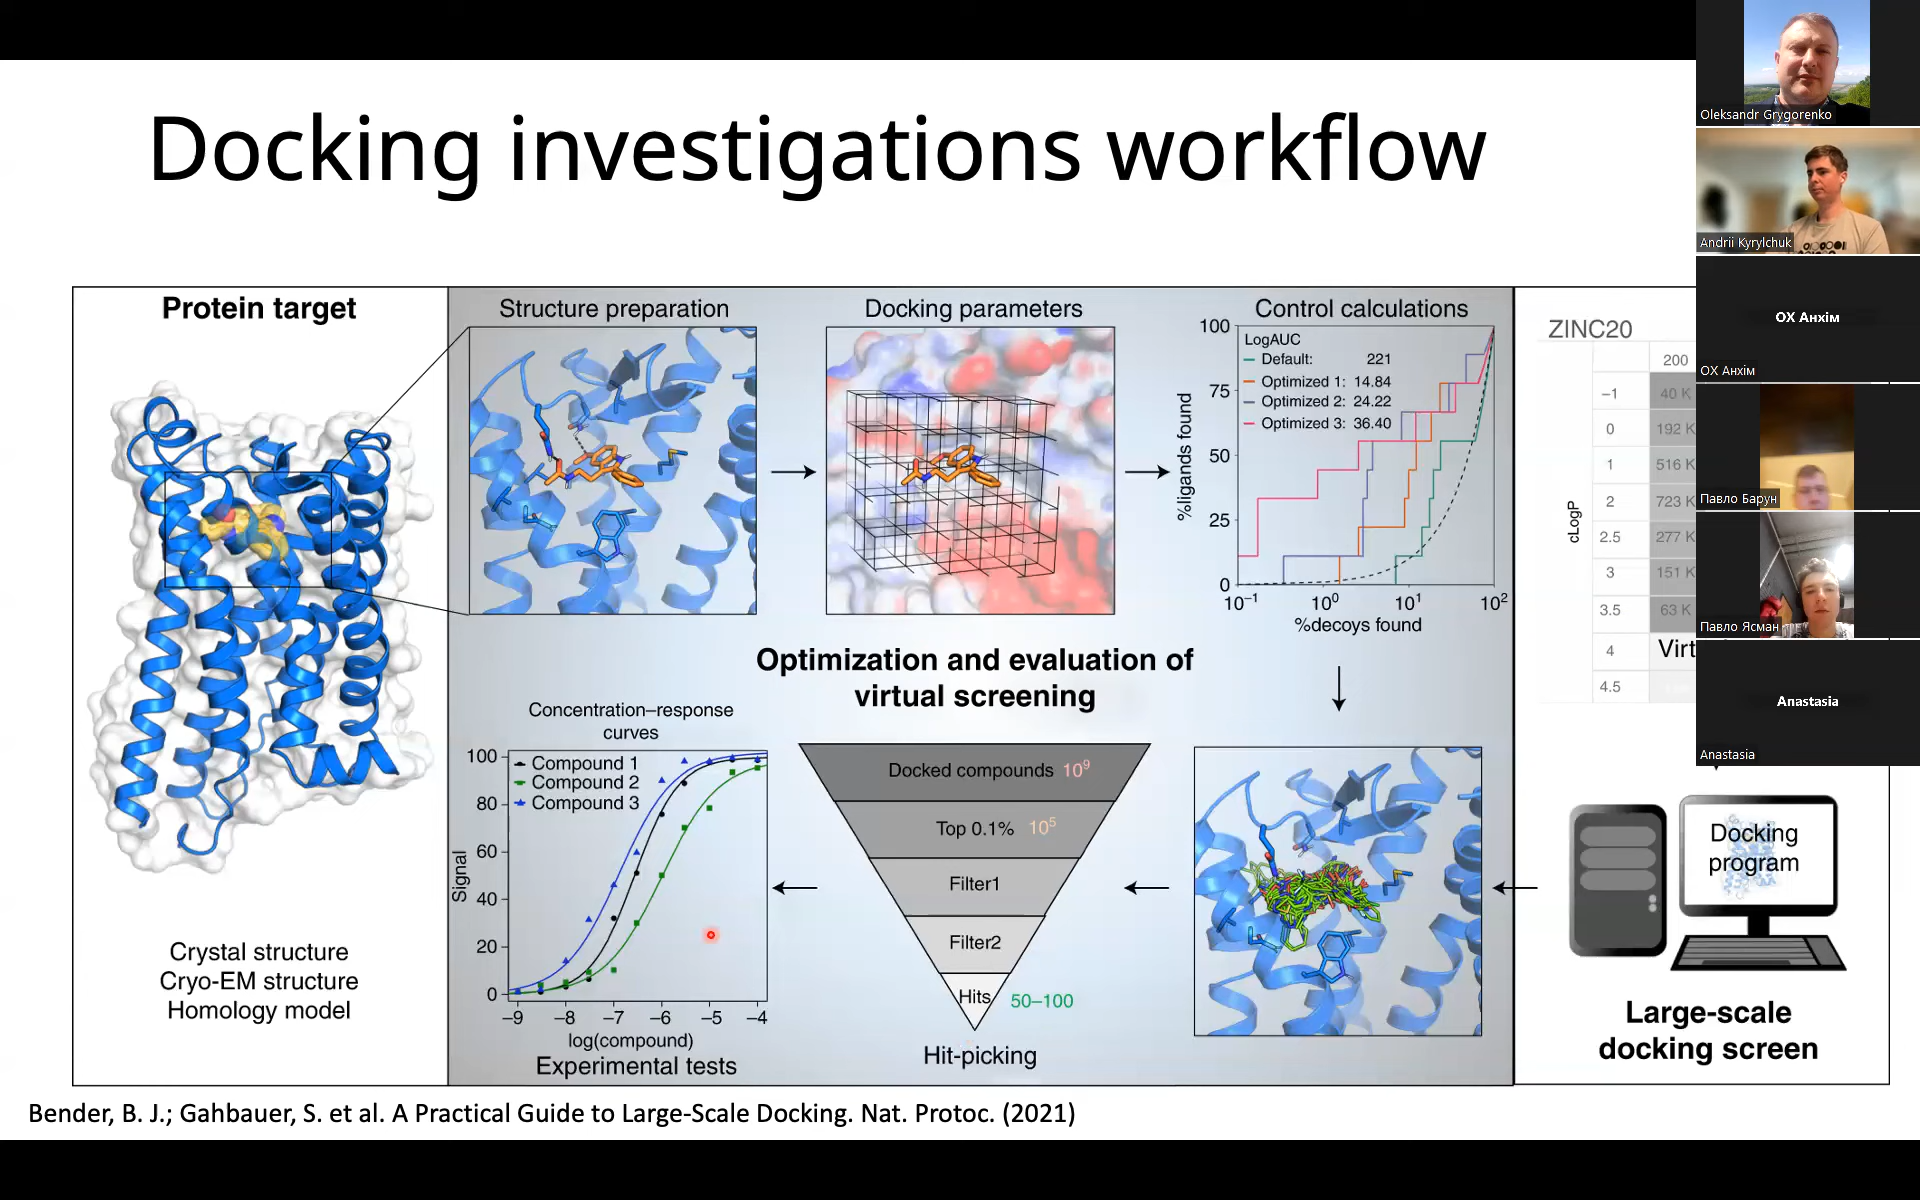 Docking investigations workflow
Protein target
Crystal structure
Cryo-EM structure
Homology model
Structure preparation
Docking parameters
Control calculations
LogAUC
Default: 221
Optimized 1: 14.84
Optimized 2: 24.22
Optimized 3: 36.40
%ligands found
100
75
50
25
0
10⁻¹ 10⁰ 10¹ 10²
%decoys found
Optimization and evaluation of
virtual screening
Concentration–response
curves
Compound 1
Compound 2
Compound 3
Signal
100
80
60
40
20
0
–9 –8 –7 –6 –5 –4
log(compound)
Experimental tests
Docked compounds 10⁹
Top 0.1% 10⁵
Filter1
Filter2
Hits 50–100
Hit-picking
ZINC20
200
cLogP
–1 40 K
0 192 K
1 516 K
2 723 K
2.5 277 K
3 151 K
3.5 63 K
4 Virt
4.5
Docking
program
Large-scale
docking screen
Bender, B. J.; Gahbauer, S. et al. A Practical Guide to Large-Scale Docking. Nat. Protoc. (2021)
Oleksandr Grygorenko
Andrii Kyrylchuk
ОХ Анхім
ОХ Анхім
Павло Барун
Павло Ясман
Anastasia
Anastasia